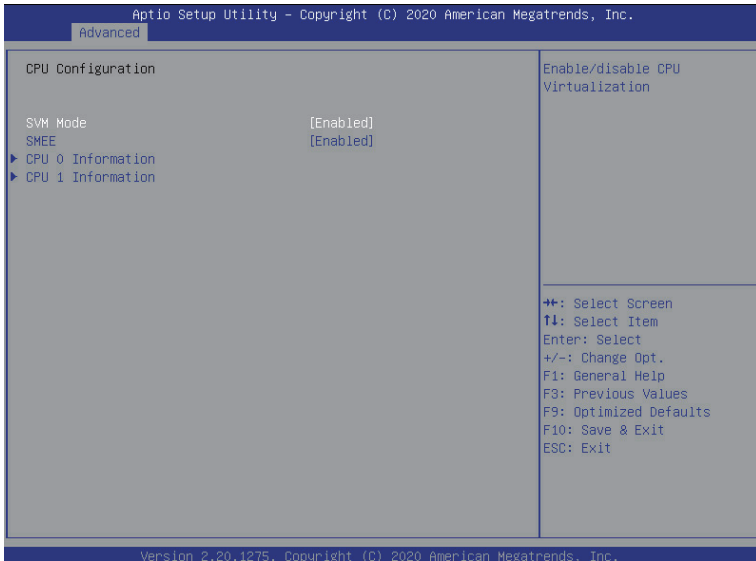 Aptio Setup Utility – Copyright (C) 2020 American Megatrends, Inc.
Advanced
CPU Configuration
SVM Mode [Enabled]
SMEE [Enabled]
CPU 0 Information
CPU 1 Information
Enable/disable CPU
Virtualization
→←: Select Screen
↑↓: Select Item
Enter: Select
+/-: Change Opt.
F1: General Help
F3: Previous Values
F9: Optimized Defaults
F10: Save & Exit
ESC: Exit
Version 2.20.1275. Copyright (C) 2020 American Megatrends, Inc.